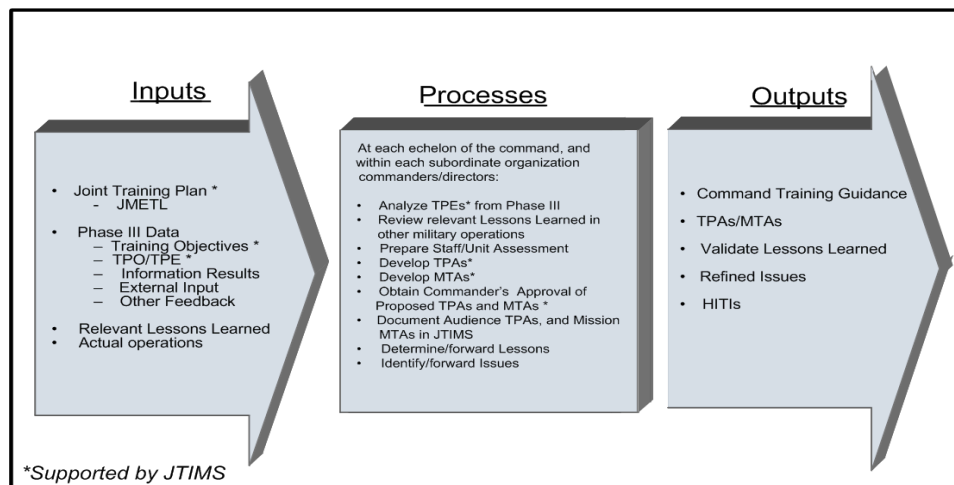 Inputs
• Joint Training Plan *
- JMETL
• Phase III Data
– Training Objectives *
– TPO/TPE *
– Information Results
– External Input
– Other Feedback
• Relevant Lessons Learned
• Actual operations
Processes
At each echelon of the command, and
within each subordinate organization
commanders/directors:
• Analyze TPEs* from Phase III
• Review relevant Lessons Learned in
other military operations
• Prepare Staff/Unit Assessment
• Develop TPAs*
• Develop MTAs*
• Obtain Commander's Approval of
Proposed TPAs and MTAs *
• Document Audience TPAs, and Mission
MTAs in JTIMS
• Determine/forward Lessons
• Identify/forward Issues
Outputs
• Command Training Guidance
• TPAs/MTAs
• Validate Lessons Learned
• Refined Issues
• HITIs
*Supported by JTIMS